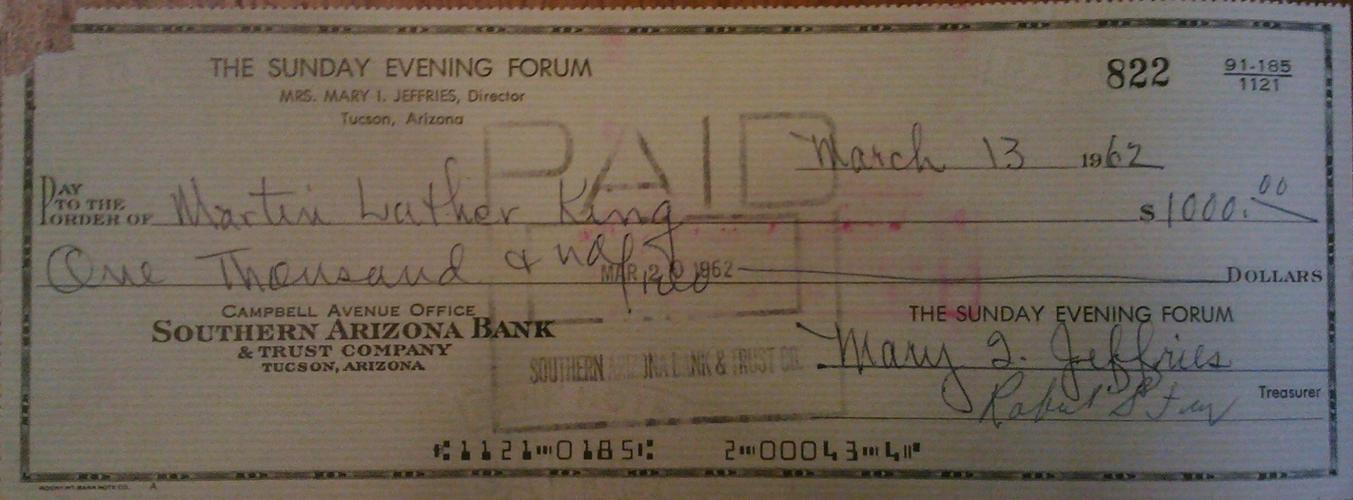 THE SUNDAY EVENING FORUM
MRS. MARY I. JEFFRIES, Director
Tucson, Arizona
822
91-185
1121
PAID
March 13 1962
PAY TO THE ORDER OF Martin Luther King $1000.00
One Thousand & no/100 DOLLARS
MAR 20 1962
CAMPBELL AVENUE OFFICE
SOUTHERN ARIZONA BANK
& TRUST COMPANY
TUCSON, ARIZONA
SOUTHERN ARIZONA BANK & TRUST CO.
THE SUNDAY EVENING FORUM
Mary I. Jeffries
Treasurer
⑆1121⑉0185⑆ 2⑉00043⑉4⑈